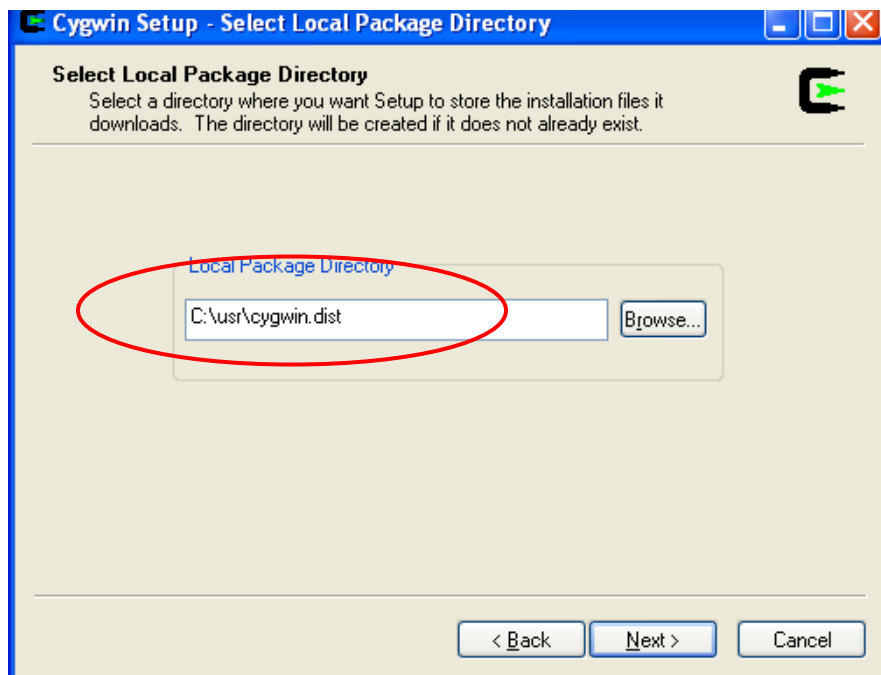 Cygwin Setup - Select Local Package Directory
Select Local Package Directory
Select a directory where you want Setup to store the installation files it
downloads. The directory will be created if it does not already exist.
Local Package Directory
C:\usr\cygwin.dist
Browse...
< Back
Next >
Cancel